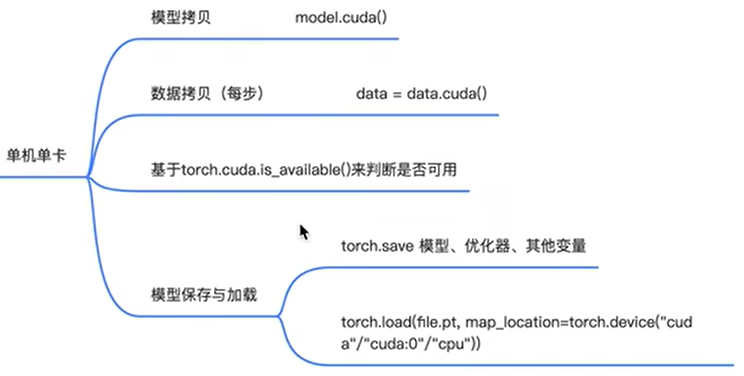 模型拷贝 model.cuda()
数据拷贝（每步） data = data.cuda()
单机单卡
基于torch.cuda.is_available()来判断是否可用
torch.save 模型、优化器、其他变量
模型保存与加载
torch.load(file.pt, map_location=torch.device("cud
a"/"cuda:0"/"cpu"))